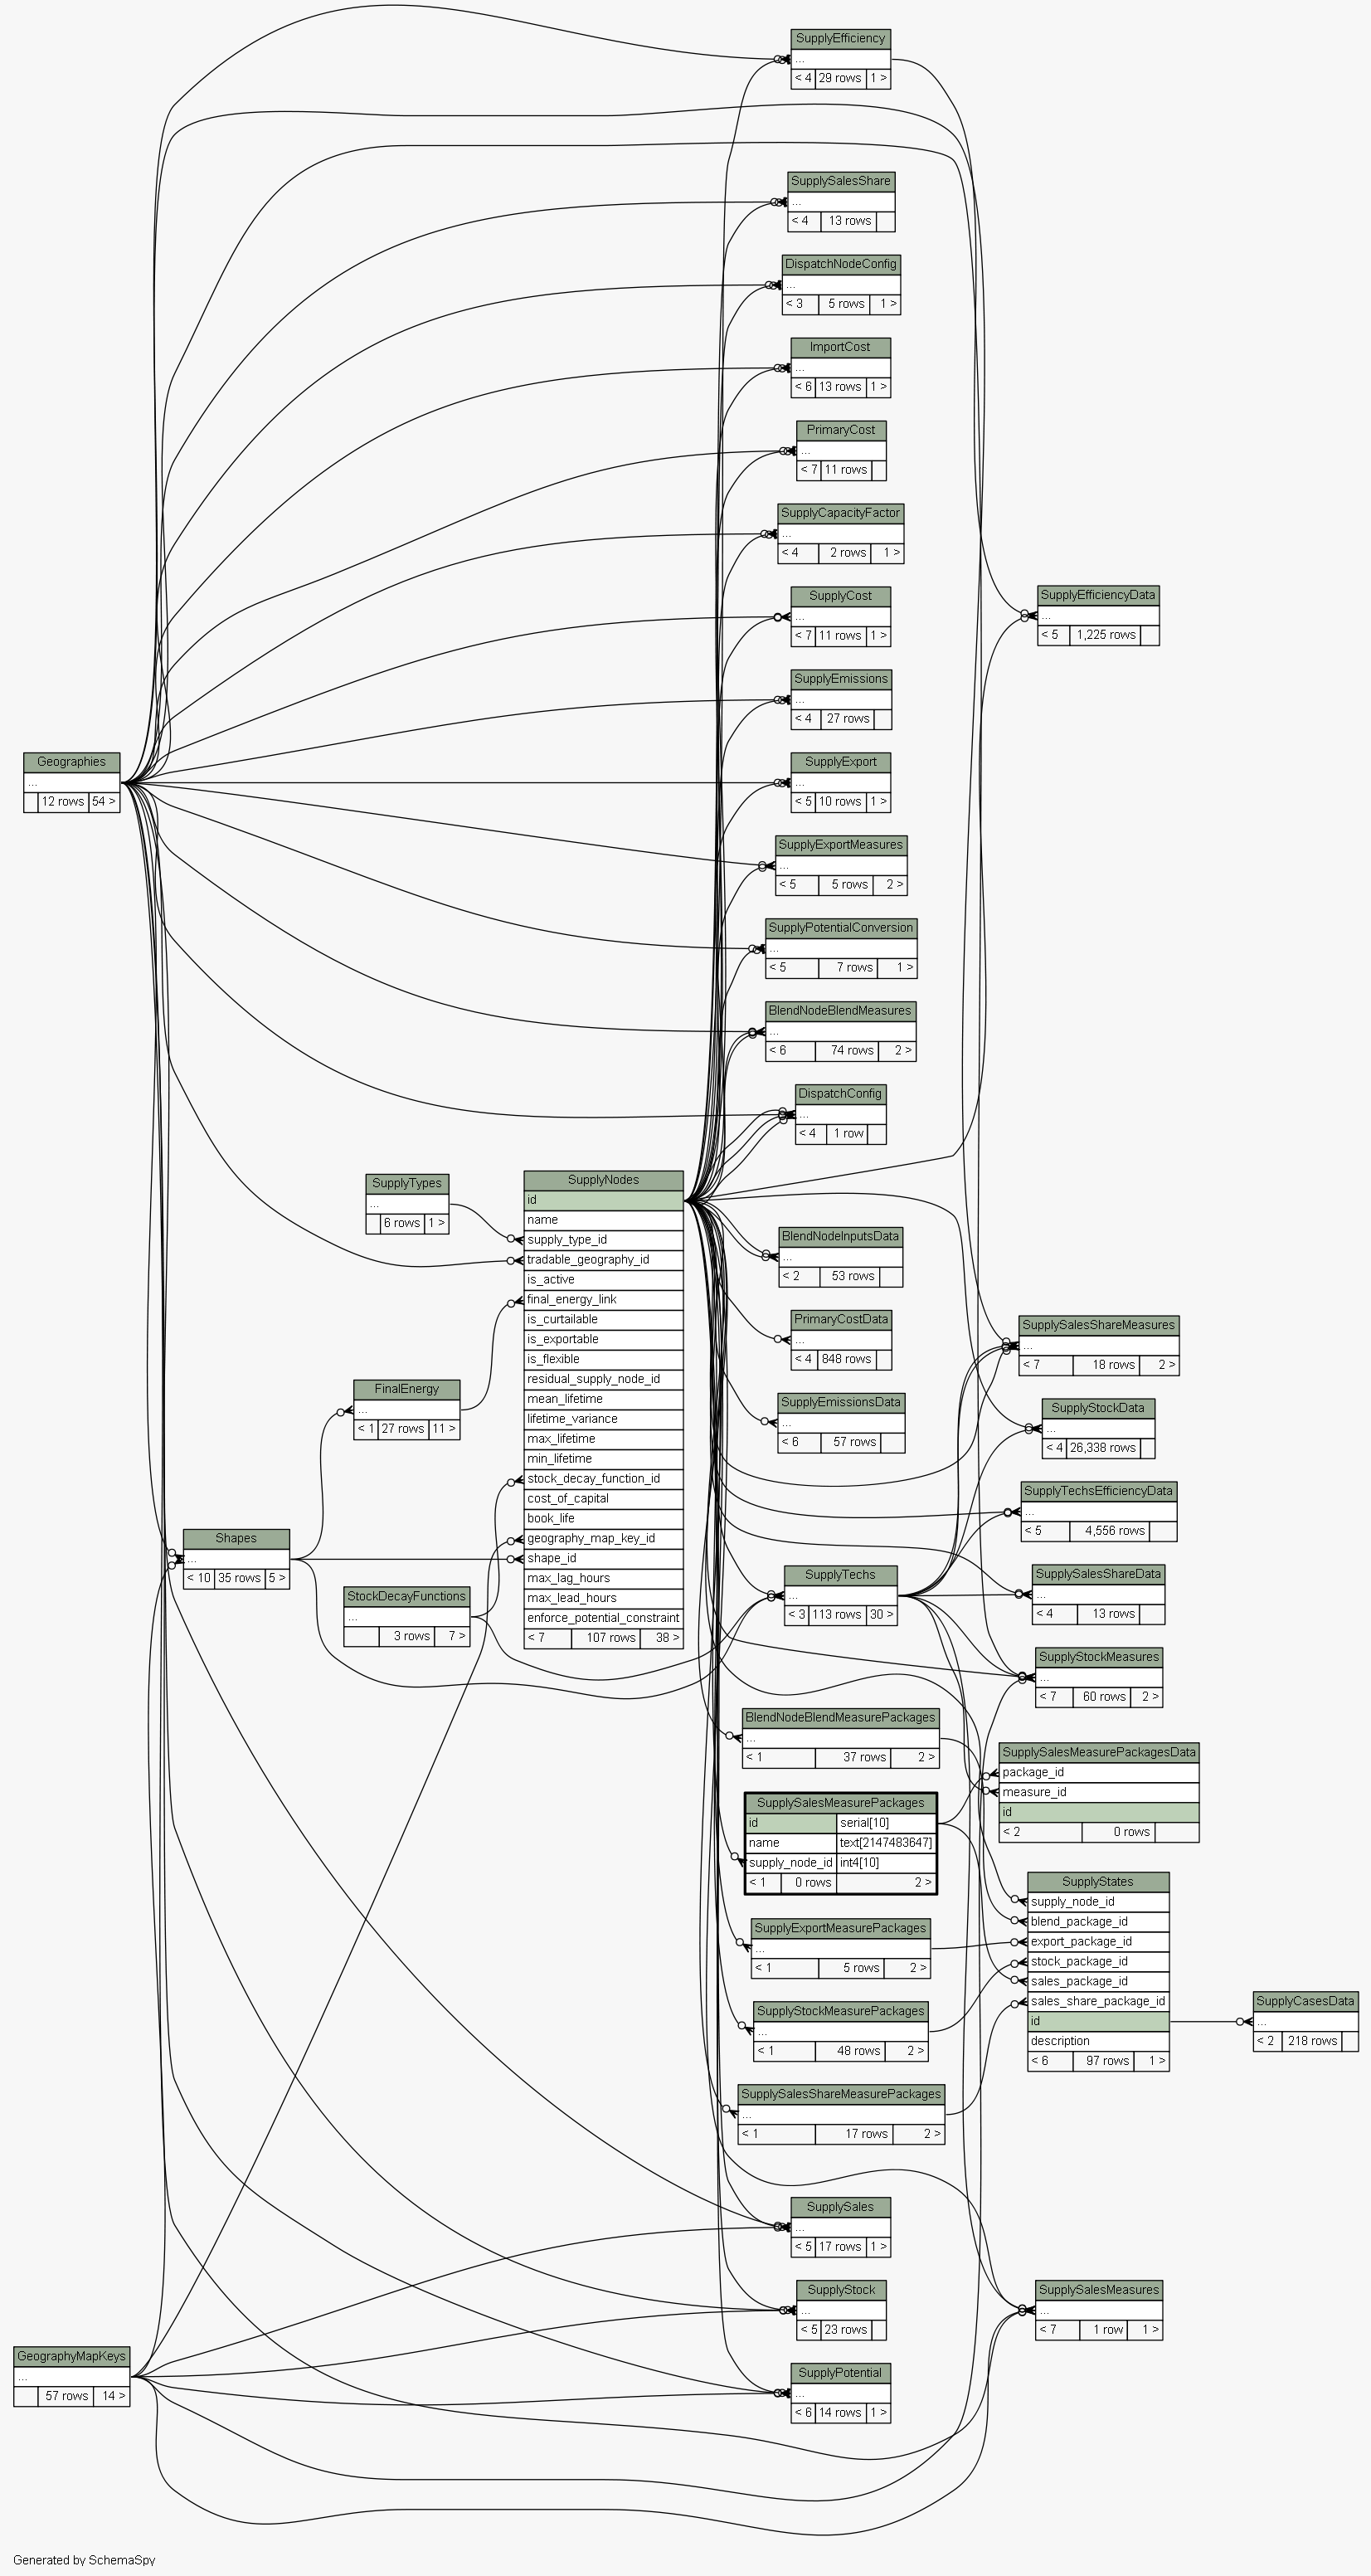 SupplyEfficiency
...
< 4 29 rows 1 >
SupplySalesShare
...
< 4 13 rows
DispatchNodeConfig
...
< 3 5 rows 1 >
ImportCost
...
< 6 13 rows 1 >
PrimaryCost
...
< 7 11 rows
SupplyCapacityFactor
...
< 4 2 rows 1 >
SupplyCost
...
< 7 11 rows 1 >
SupplyEfficiencyData
...
< 5 1,225 rows
SupplyEmissions
...
< 4 27 rows
Geographies
...
12 rows 54 >
SupplyExport
...
< 5 10 rows 1 >
SupplyExportMeasures
...
< 5 5 rows 2 >
SupplyPotentialConversion
...
< 5 7 rows 1 >
BlendNodeBlendMeasures
...
< 6 74 rows 2 >
DispatchConfig
...
< 4 1 row
SupplyTypes
...
6 rows 1 >
SupplyNodes
id
name
supply_type_id
tradable_geography_id
is_active
final_energy_link
is_curtailable
is_exportable
is_flexible
residual_supply_node_id
mean_lifetime
lifetime_variance
max_lifetime
min_lifetime
stock_decay_function_id
cost_of_capital
book_life
geography_map_key_id
shape_id
max_lag_hours
max_lead_hours
enforce_potential_constraint
< 7 107 rows 38 >
BlendNodeInputsData
...
< 2 53 rows
PrimaryCostData
...
< 4 848 rows
SupplySalesShareMeasures
...
< 7 18 rows 2 >
FinalEnergy
...
< 1 27 rows 11 >
SupplyEmissionsData
...
< 6 57 rows
SupplyStockData
...
< 4 26,338 rows
SupplyTechsEfficiencyData
...
< 5 4,556 rows
Shapes
...
< 10 35 rows 5 >
StockDecayFunctions
...
3 rows 7 >
SupplyTechs
...
< 3 113 rows 30 >
SupplySalesShareData
...
< 4 13 rows
SupplyStockMeasures
...
< 7 60 rows 2 >
BlendNodeBlendMeasurePackages
...
< 1 37 rows 2 >
SupplySalesMeasurePackagesData
package_id
measure_id
id
< 2 0 rows
SupplySalesMeasurePackages
id serial[10]
name text[2147483647]
supply_node_id int4[10]
< 1 0 rows 2 >
SupplyStates
supply_node_id
blend_package_id
export_package_id
stock_package_id
sales_package_id
sales_share_package_id
id
description
< 6 97 rows 1 >
SupplyExportMeasurePackages
...
< 1 5 rows 2 >
SupplyStockMeasurePackages
...
< 1 48 rows 2 >
SupplyCasesData
...
< 2 218 rows
SupplySalesShareMeasurePackages
...
< 1 17 rows 2 >
SupplySales
...
< 5 17 rows 1 >
SupplyStock
...
< 5 23 rows
SupplySalesMeasures
...
< 7 1 row 1 >
GeographyMapKeys
...
57 rows 14 >
SupplyPotential
...
< 6 14 rows 1 >
Generated by SchemaSpy